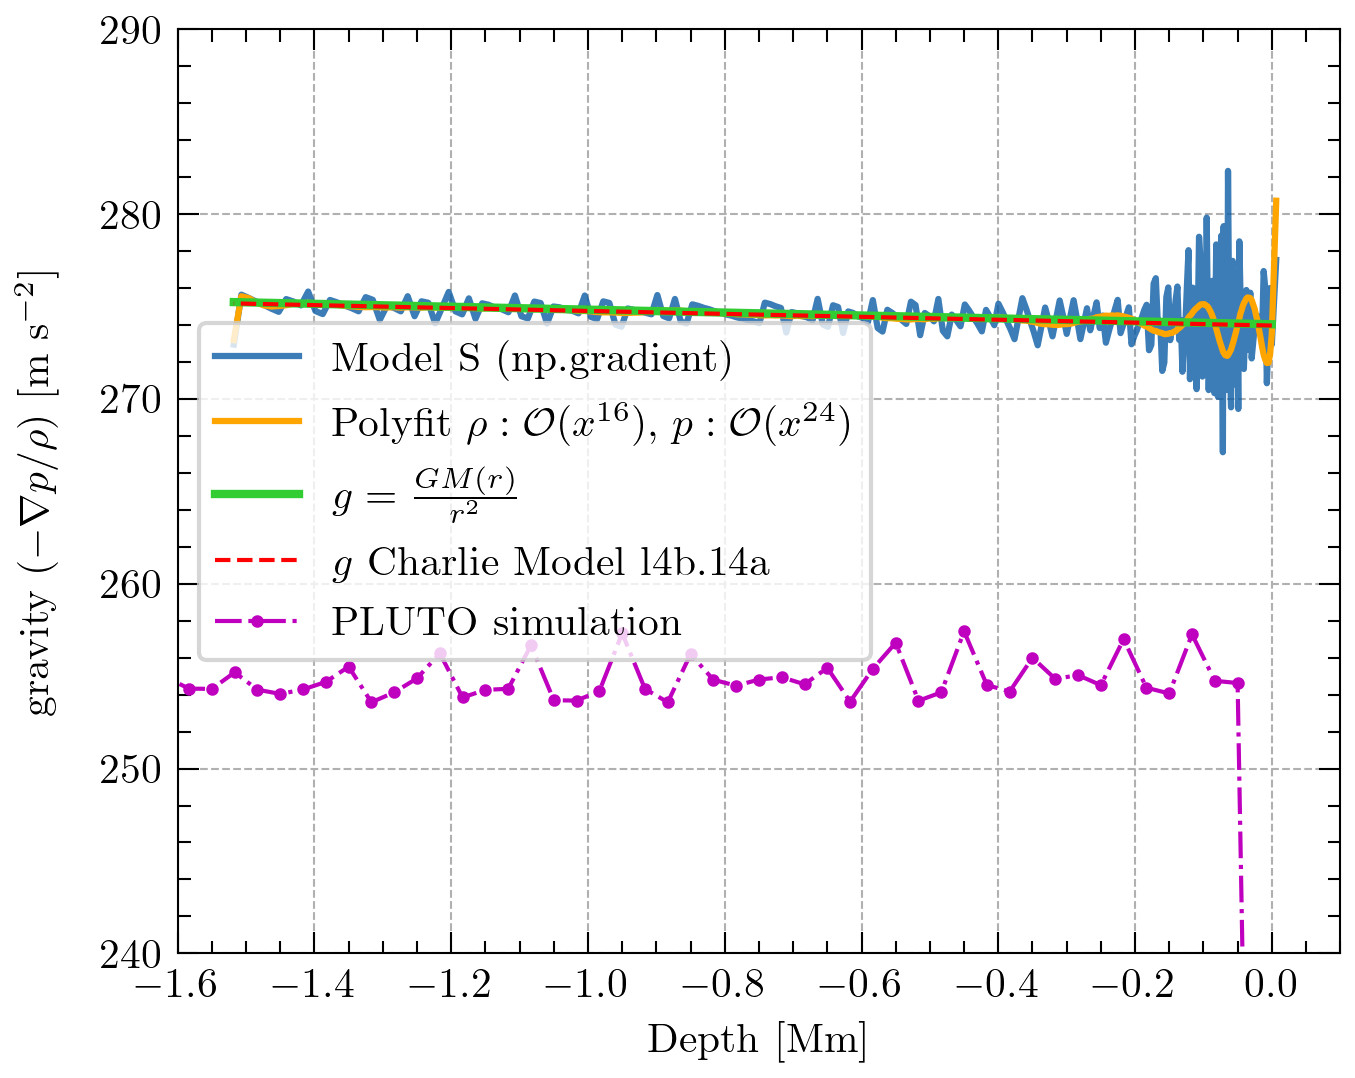 290
280
270
260
250
240
gravity (−∇p/ρ) [m s⁻²]
Model S (np.gradient)
Polyfit ρ : 𝒪(x¹⁶), p : 𝒪(x²⁴)
g = GM(r)/r²
g Charlie Model l4b.14a
PLUTO simulation
−1.6 −1.4 −1.2 −1.0 −0.8 −0.6 −0.4 −0.2 0.0
Depth [Mm]